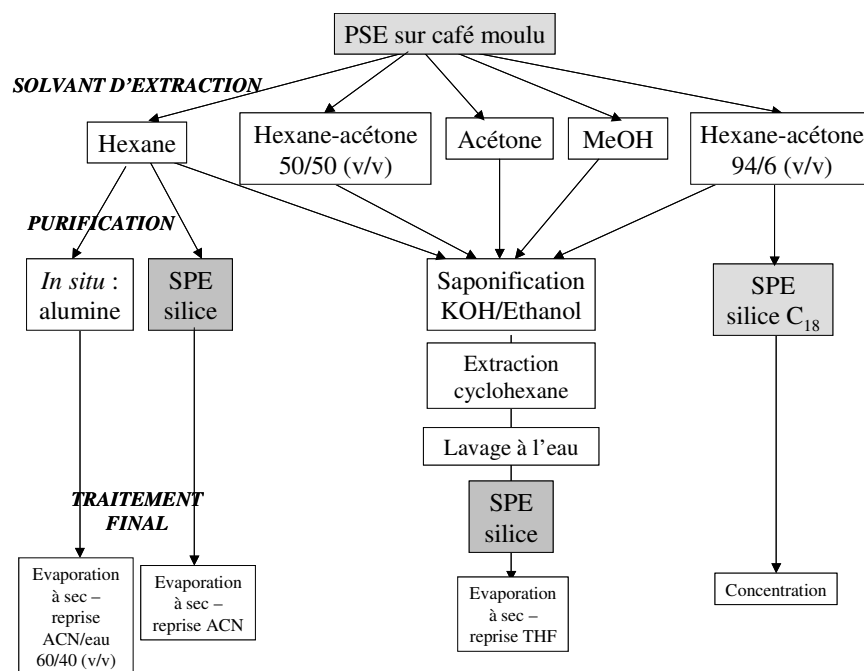 PSE sur café moulu
SOLVANT D'EXTRACTION
Hexane
Hexane-acétone
50/50 (v/v)
Acétone
MeOH
Hexane-acétone
94/6 (v/v)
PURIFICATION
In situ :
alumine
SPE
silice
Saponification
KOH/Ethanol
SPE
silice C18
Extraction
cyclohexane
Lavage à l'eau
SPE
silice
TRAITEMENT
FINAL
Evaporation
à sec –
reprise
ACN/eau
60/40 (v/v)
Evaporation
à sec –
reprise ACN
Evaporation
à sec –
reprise THF
Concentration